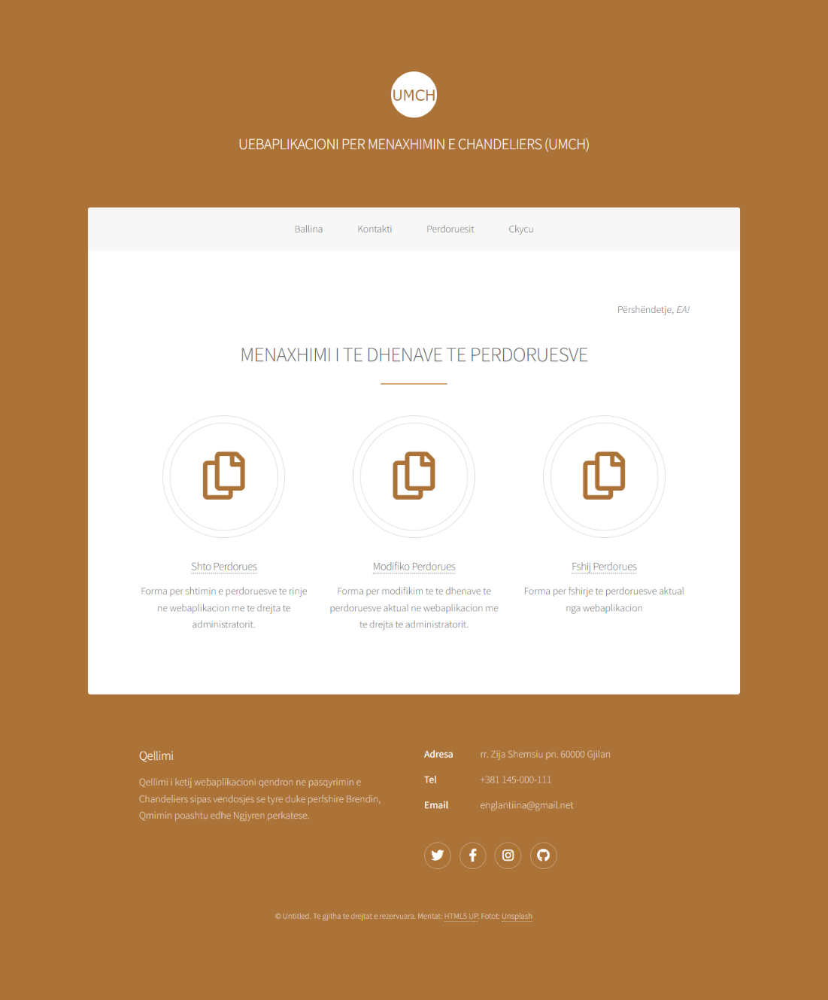 UMCH
UEBAPLIKACIONI PER MENAXHIMIN E CHANDELIERS (UMCH)
Ballina Kontakti Perdoruesit Ckycu
Përshëndetje, EA!
MENAXHIMI I TE DHENAVE TE PERDORUESVE
Shto Perdorues
Forma per shtimin e perdoruesve te rinje
ne webaplikacion me te drejta te
administratorit.
Modifiko Perdorues
Forma per modifikim te te dhenave te
perdoruesve aktual ne webaplikacion me
te drejta te administratorit.
Fshij Perdorues
Forma per fshirje te perdoruesve aktual
nga webaplikacion
Qellimi
Qellimi i ketij webaplikacioni qendron ne pasqyrimin e
Chandeliers sipas vendosjes se tyre duke perfshire Brendin,
Qmimin poashtu edhe Ngjyren perkatese.
Adresa rr. Zija Shemsiu pn. 60000 Gjilan
Tel +381 145-000-111
Email englantiina@gmail.net
© Untitled. Te gjitha te drejtat e rezervuara. Meritat: HTML5 UP. Fotot: Unsplash